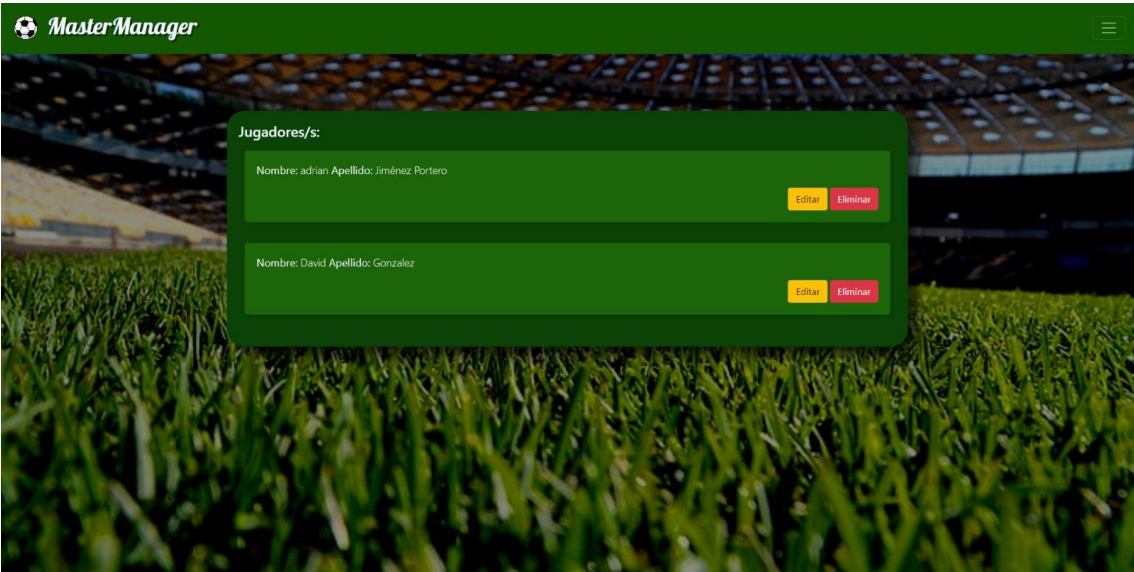 MasterManager
Jugadores/s:
Nombre: adrian Apellido: Jiménez Portero
Editar Eliminar
Nombre: David Apellido: Gonzalez
Editar Eliminar